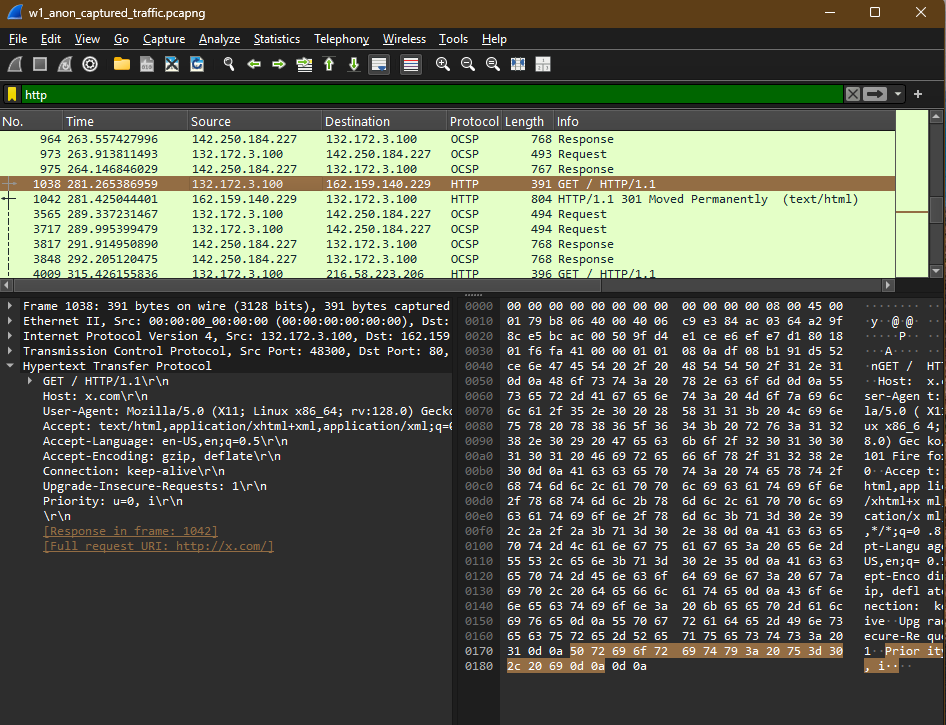 w1_anon_captured_traffic.pcapng
File Edit View Go Capture Analyze Statistics Telephony Wireless Tools Help
http
No. Time Source Destination Protocol Length Info
964 263.557427996 142.250.184.227 132.172.3.100 OCSP 768 Response
973 263.913811493 132.172.3.100 142.250.184.227 OCSP 493 Request
975 264.146846029 142.250.184.227 132.172.3.100 OCSP 767 Response
1038 281.265386959 132.172.3.100 162.159.140.229 HTTP 391 GET / HTTP/1.1
1042 281.425044401 162.159.140.229 132.172.3.100 HTTP 804 HTTP/1.1 301 Moved Permanently (text/html)
3565 289.337231467 132.172.3.100 142.250.184.227 OCSP 494 Request
3717 289.995399479 132.172.3.100 142.250.184.227 OCSP 494 Request
3817 291.914950890 142.250.184.227 132.172.3.100 OCSP 768 Response
3848 292.205120475 142.250.184.227 132.172.3.100 OCSP 768 Response
4009 315.426155836 132.172.3.100 216.58.223.206 HTTP 396 GET / HTTP/1.1
Frame 1038: 391 bytes on wire (3128 bits), 391 bytes captured
Ethernet II, Src: 00:00:00_00:00:00 (00:00:00:00:00:00), Dst:
Internet Protocol Version 4, Src: 132.172.3.100, Dst: 162.159
Transmission Control Protocol, Src Port: 48300, Dst Port: 80,
Hypertext Transfer Protocol
GET / HTTP/1.1\r\n
Host: x.com\r\n
User-Agent: Mozilla/5.0 (X11; Linux x86_64; rv:128.0) Gecko
Accept: text/html,application/xhtml+xml,application/xml;q=0
Accept-Language: en-US,en;q=0.5\r\n
Accept-Encoding: gzip, deflate\r\n
Connection: keep-alive\r\n
Upgrade-Insecure-Requests: 1\r\n
Priority: u=0, i\r\n
\r\n
[Response in frame: 1042]
[Full request URI: http://x.com/]
0000 00 00 00 00 00 00 00 00 00 00 00 00 08 00 45 00 ········ ········
0010 01 79 b8 06 40 00 40 06 c9 e3 84 ac 03 64 a2 9f ·y··@·@·
0020 8c e5 bc ac 00 50 9f d4 e1 ce e6 ef e7 d1 80 18 ·····P··
0030 01 f6 fa 41 00 00 01 01 08 0a df 08 b1 91 d5 52 ···A····
0040 ce 6e 47 45 54 20 2f 20 48 54 54 50 2f 31 2e 31 ·nGET / HT
0050 0d 0a 48 6f 73 74 3a 20 78 2e 63 6f 6d 0d 0a 55 ··Host: x.
0060 73 65 72 2d 41 67 65 6e 74 3a 20 4d 6f 7a 69 6c ser-Agent:
0070 6c 61 2f 35 2e 30 20 28 58 31 31 3b 20 4c 69 6e la/5.0 (X1
0080 75 78 20 78 38 36 5f 36 34 3b 20 72 76 3a 31 32 ux x86_64;
0090 38 2e 30 29 20 47 65 63 6b 6f 2f 32 30 31 30 30 8.0) Gecko
00a0 31 30 31 20 46 69 72 65 66 6f 78 2f 31 32 38 2e 101 Firefox
00b0 30 0d 0a 41 63 63 65 70 74 3a 20 74 65 78 74 2f 0··Accept:
00c0 68 74 6d 6c 2c 61 70 70 6c 69 63 61 74 69 6f 6e html,appli
00d0 2f 78 68 74 6d 6c 2b 78 6d 6c 2c 61 70 70 6c 69 /xhtml+xml
00e0 63 61 74 69 6f 6e 2f 78 6d 6c 3b 71 3d 30 2e 39 cation/xml
00f0 2c 2a 2f 2a 3b 71 3d 30 2e 38 0d 0a 41 63 63 65 ,*/*;q=0.8
0100 70 74 2d 4c 61 6e 67 75 61 67 65 3a 20 65 6e 2d pt-Languag
0110 55 53 2c 65 6e 3b 71 3d 30 2e 35 0d 0a 41 63 63 US,en;q=0.5
0120 65 70 74 2d 45 6e 63 6f 64 69 6e 67 3a 20 67 7a ept-Encodi
0130 69 70 2c 20 64 65 66 6c 61 74 65 0d 0a 43 6f 6e ip, deflat
0140 6e 65 63 74 69 6f 6e 3a 20 6b 65 65 70 2d 61 6c nection: k
0150 69 76 65 0d 0a 55 70 67 72 61 64 65 2d 49 6e 73 ive··Upgrad
0160 65 63 75 72 65 2d 52 65 71 75 65 73 74 73 3a 20 ecure-Reque
0170 31 0d 0a 50 72 69 6f 72 69 74 79 3a 20 75 3d 30 1··Priority
0180 2c 20 69 0d 0a 0d 0a , i····